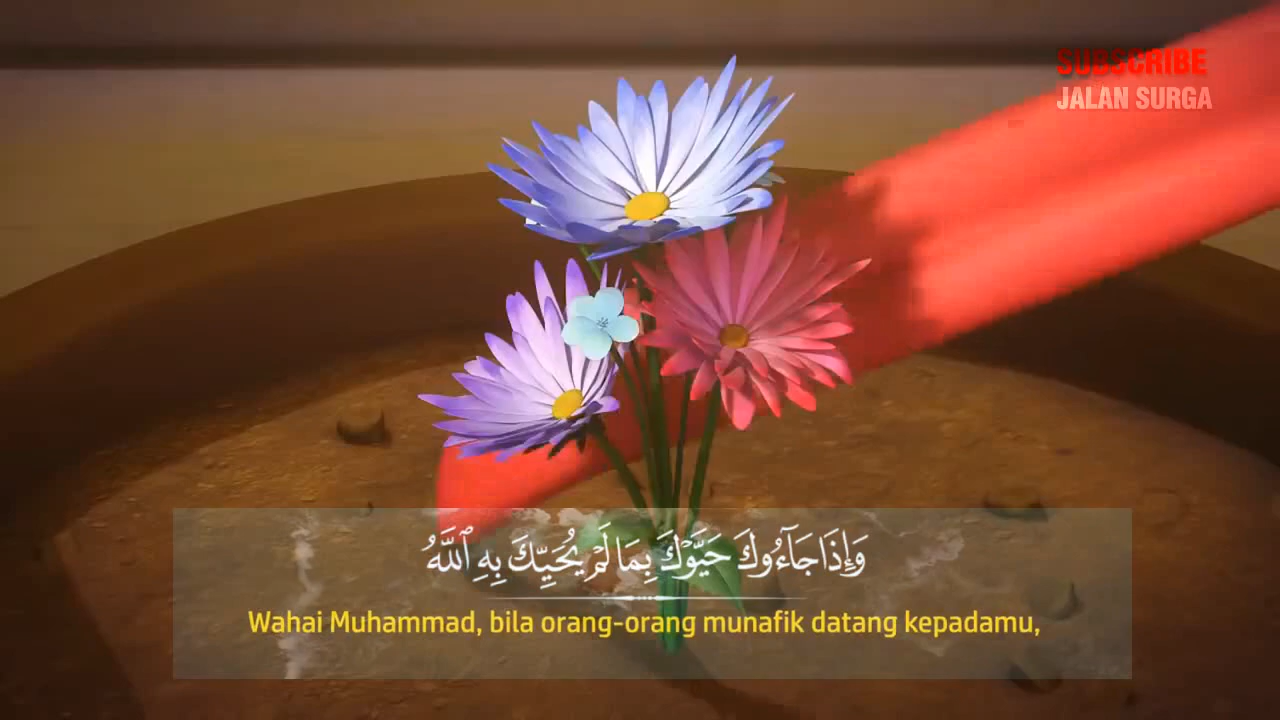 SUBSCRIBE
JALAN SURGA
وَإِذَا جَآءُوكَ حَيَّوْكَ بِمَا لَمْ يُحَيِّكَ بِهِ ٱللَّهُ
Wahai Muhammad, bila orang-orang munafik datang kepadamu,